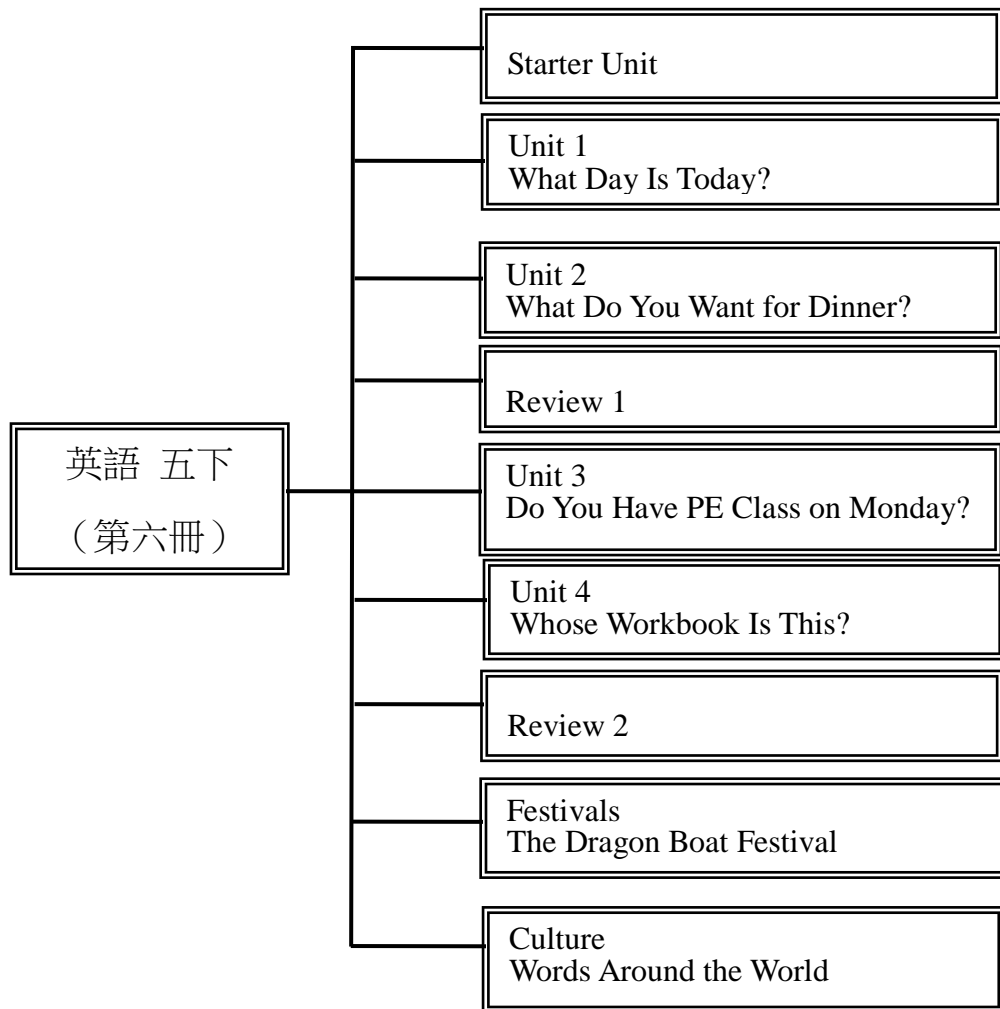 Starter Unit
Unit 1
What Day Is Today?
Unit 2
What Do You Want for Dinner?
Review 1
英語 五下
（第六冊）
Unit 3
Do You Have PE Class on Monday?
Unit 4
Whose Workbook Is This?
Review 2
Festivals
The Dragon Boat Festival
Culture
Words Around the World